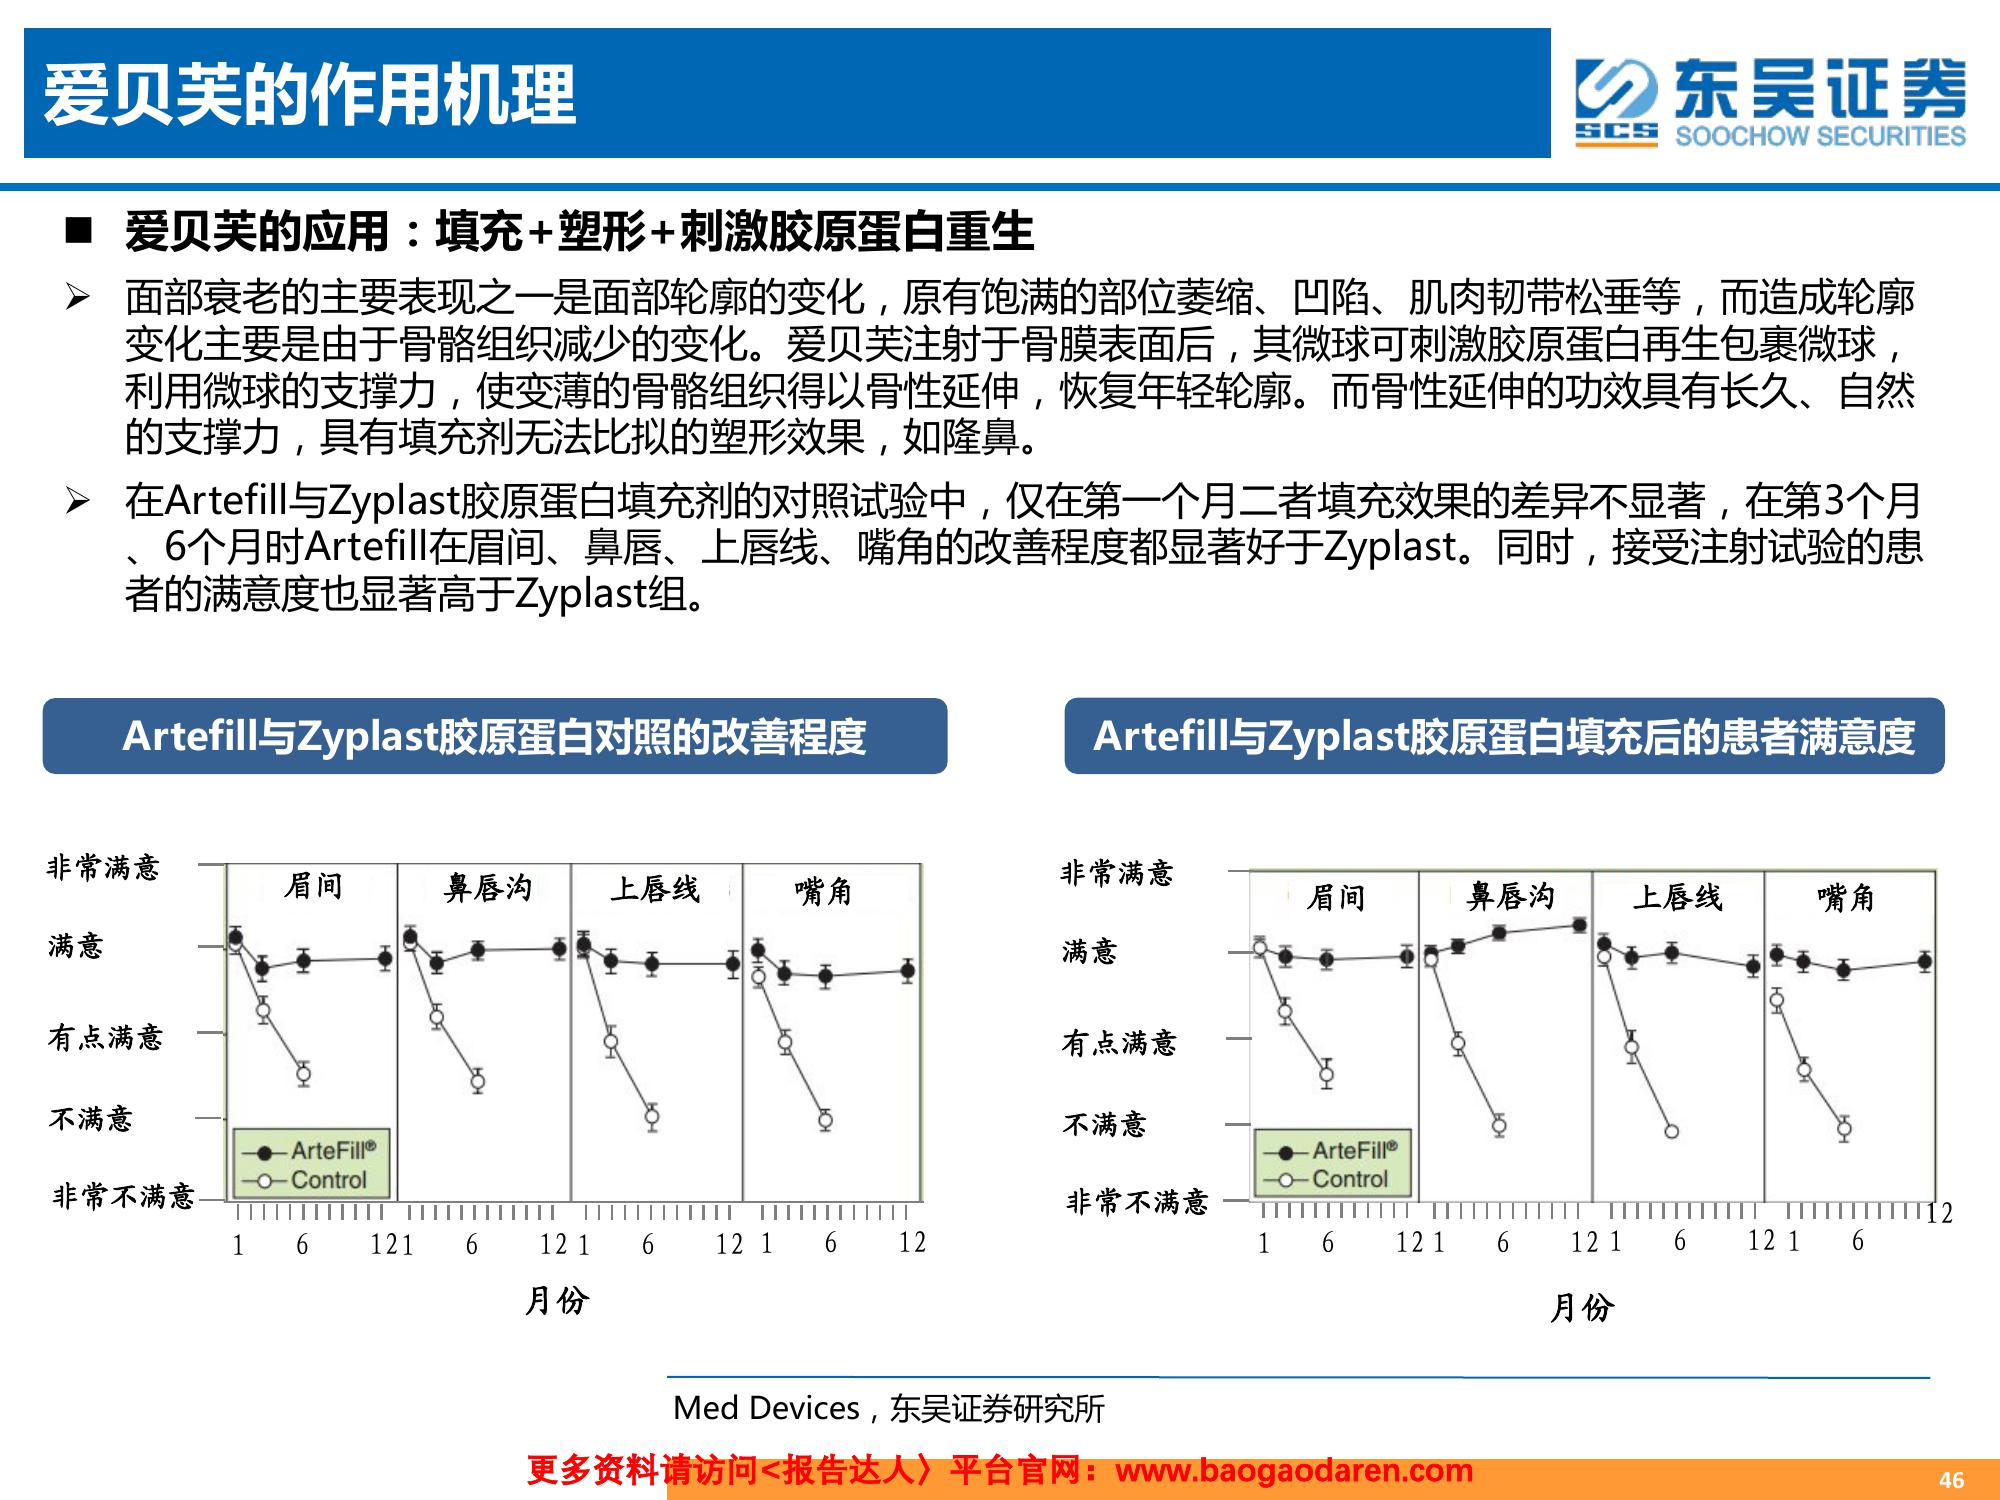 爱贝芙的作用机理
SCS
东吴证券
SOOCHOW SECURITIES
■ 爱贝芙的应用：填充+塑形+刺激胶原蛋白重生
➢ 面部衰老的主要表现之一是面部轮廓的变化，原有饱满的部位萎缩、凹陷、肌肉韧带松垂等，而造成轮廓
变化主要是由于骨骼组织减少的变化。爱贝芙注射于骨膜表面后，其微球可刺激胶原蛋白再生包裹微球，
利用微球的支撑力，使变薄的骨骼组织得以骨性延伸，恢复年轻轮廓。而骨性延伸的功效具有长久、自然
的支撑力，具有填充剂无法比拟的塑形效果，如隆鼻。
➢ 在Artefill与Zyplast胶原蛋白填充剂的对照试验中，仅在第一个月二者填充效果的差异不显著，在第3个月
、6个月时Artefill在眉间、鼻唇、上唇线、嘴角的改善程度都显著好于Zyplast。同时，接受注射试验的患
者的满意度也显著高于Zyplast组。
Artefill与Zyplast胶原蛋白对照的改善程度
非常满意
满意
有点满意
不满意
非常不满意
眉间 鼻唇沟 上唇线 嘴角
ArteFill®
Control
1 6 12 1 6 12 1 6 12 1 6 12
月份
Artefill与Zyplast胶原蛋白填充后的患者满意度
非常满意
满意
有点满意
不满意
非常不满意
眉间 鼻唇沟 上唇线 嘴角
ArteFill®
Control
1 6 12 1 6 12 1 6 12 1 6 12
月份
Med Devices，东吴证券研究所
更多资料请访问<报告达人〉平台官网：www.baogaodaren.com
46